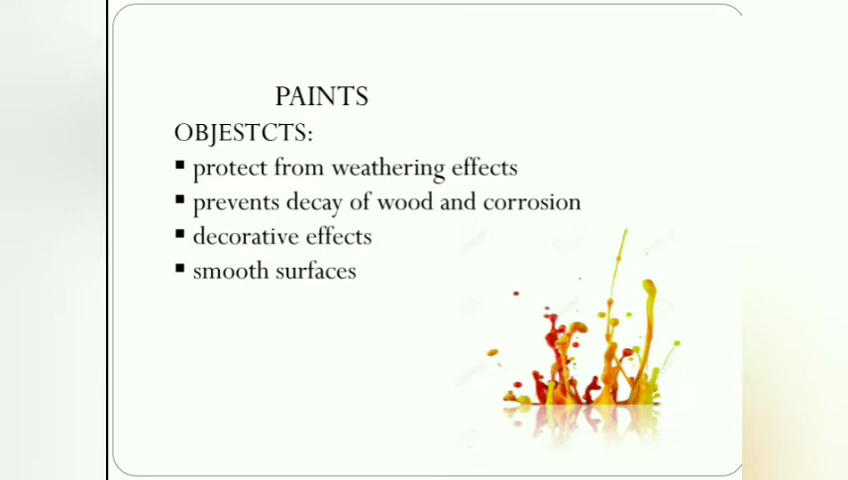 PAINTS
OBJESTCTS:
▪ protect from weathering effects
▪ prevents decay of wood and corrosion
▪ decorative effects
▪ smooth surfaces